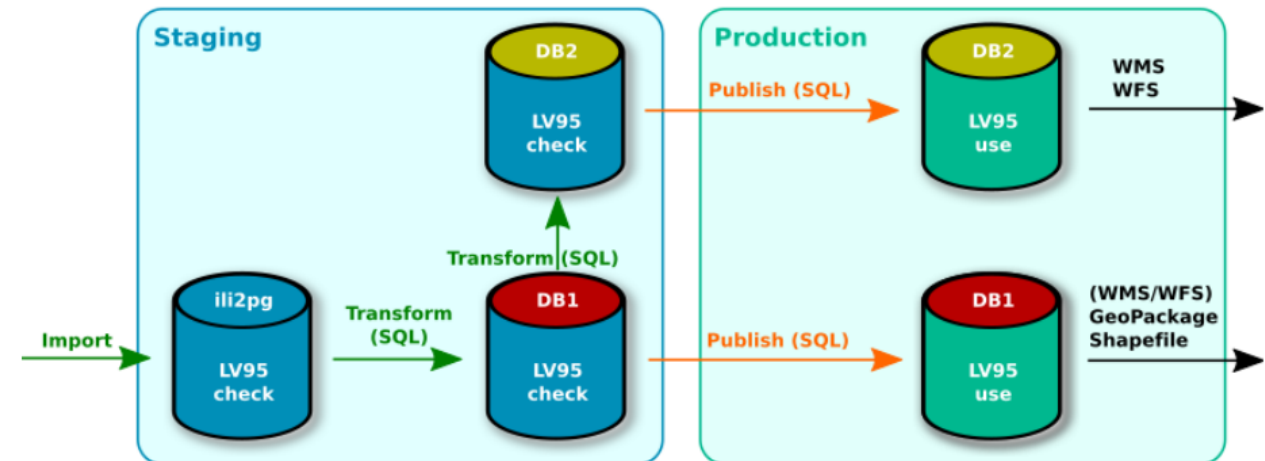 Staging
DB2
LV95
check
Transform (SQL)
Import
ili2pg
LV95
check
Transform
(SQL)
DB1
LV95
check
Publish (SQL)
Publish (SQL)
Production
DB2
LV95
use
WMS
WFS
DB1
LV95
use
(WMS/WFS)
GeoPackage
Shapefile